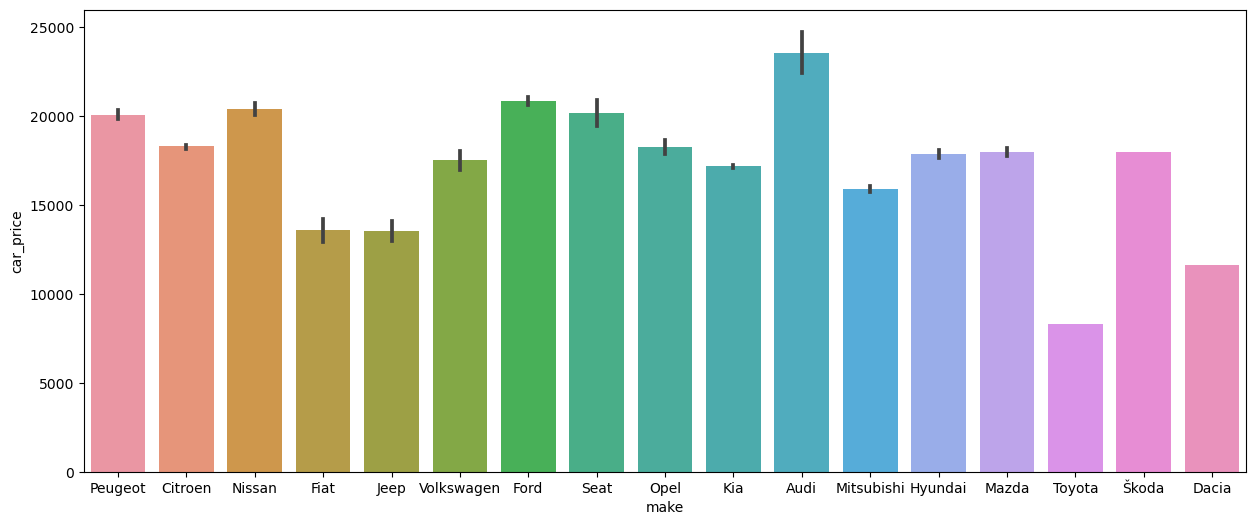 25000
20000
15000
10000
5000
0
car_price
Peugeot Citroen Nissan Fiat Jeep Volkswagen Ford Seat Opel Kia Audi Mitsubishi Hyundai Mazda Toyota Škoda Dacia
make